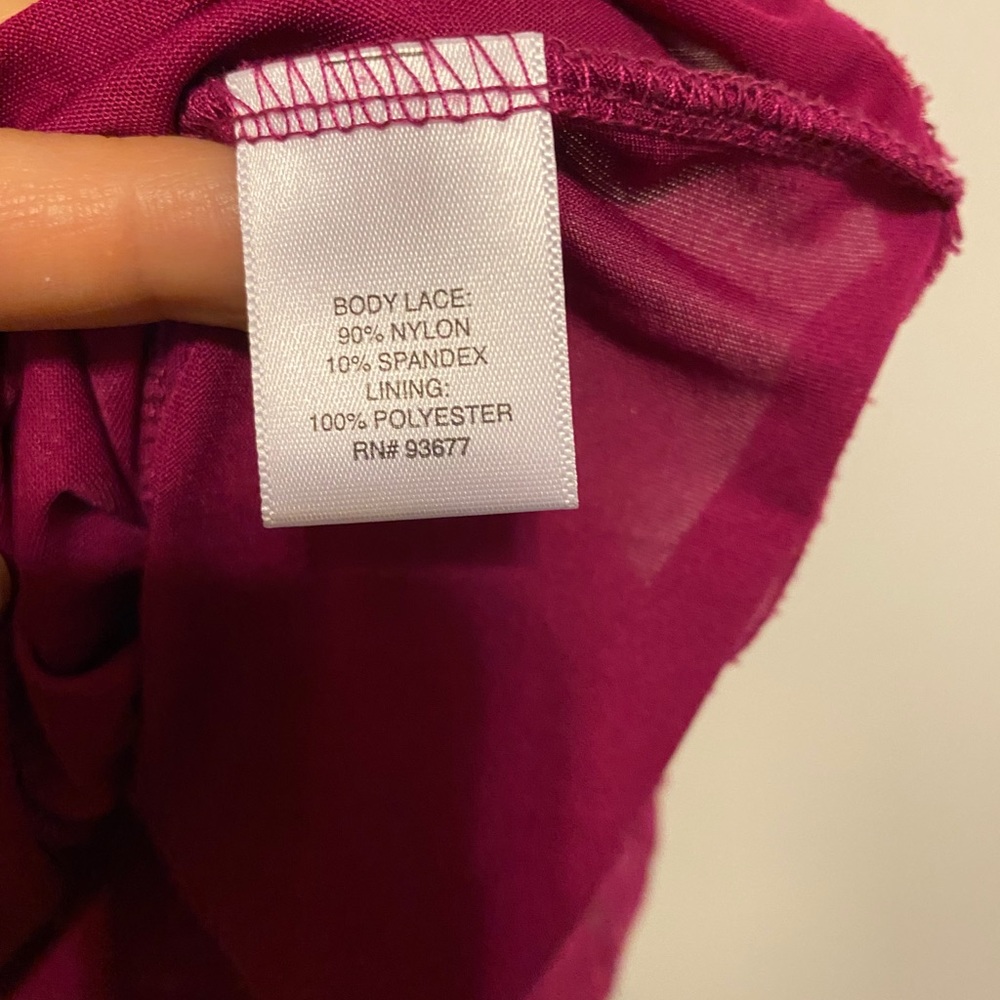 BODY LACE:
90% NYLON
10% SPANDEX
LINING:
100% POLYESTER
RN# 93677